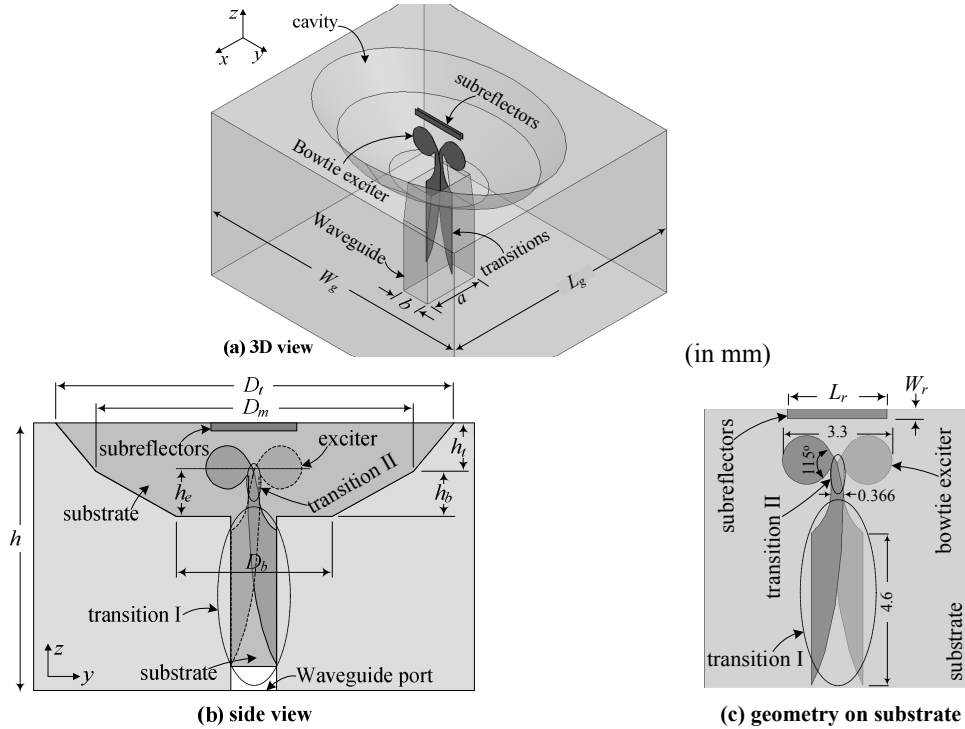 z
x
y
cavity
subreflectors
Bowtie exciter
Waveguide
transitions
W_g
b
a
L_g
(a) 3D view
(in mm)
D_t
D_m
subreflectors
exciter
h_t
transition II
h_e
h_b
substrate
h
D_b
transition I
z
y
substrate
Waveguide port
(b) side view
L_r
W_r
subreflectors
3.3
115°
transition II
0.366
bowtie exciter
4.6
transition I
substrate
(c) geometry on substrate